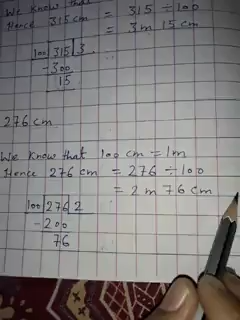 We know that
Hence 315 cm = 315 ÷ 100
= 3 m 15 cm
100 315 3
- 300
15
276 cm
We know that 100 cm = 1m
Hence 276 cm = 276 ÷ 100
= 2 m 76 cm
100 276 2
- 200
76